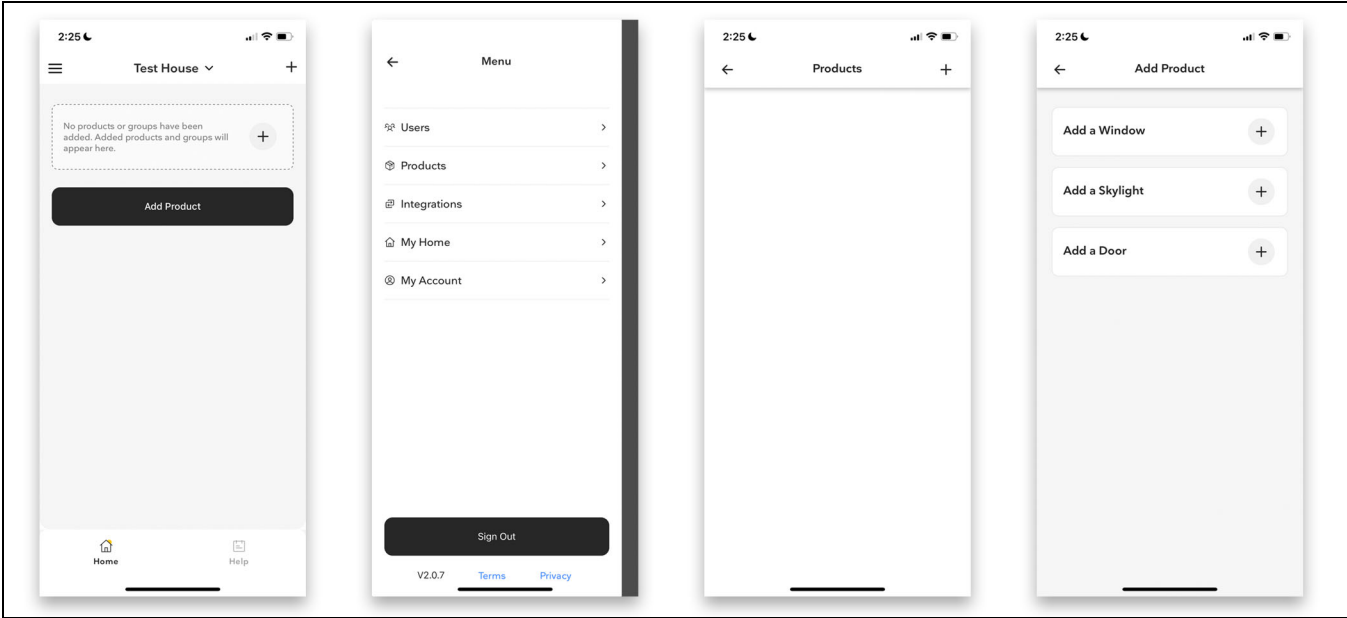 2:25
Test House
No products or groups have been
added. Added products and groups will
appear here.
Add Product
Home
Help
Menu
Users
Products
Integrations
My Home
My Account
Sign Out
V2.0.7 Terms Privacy
2:25
Products
2:25
Add Product
Add a Window
Add a Skylight
Add a Door